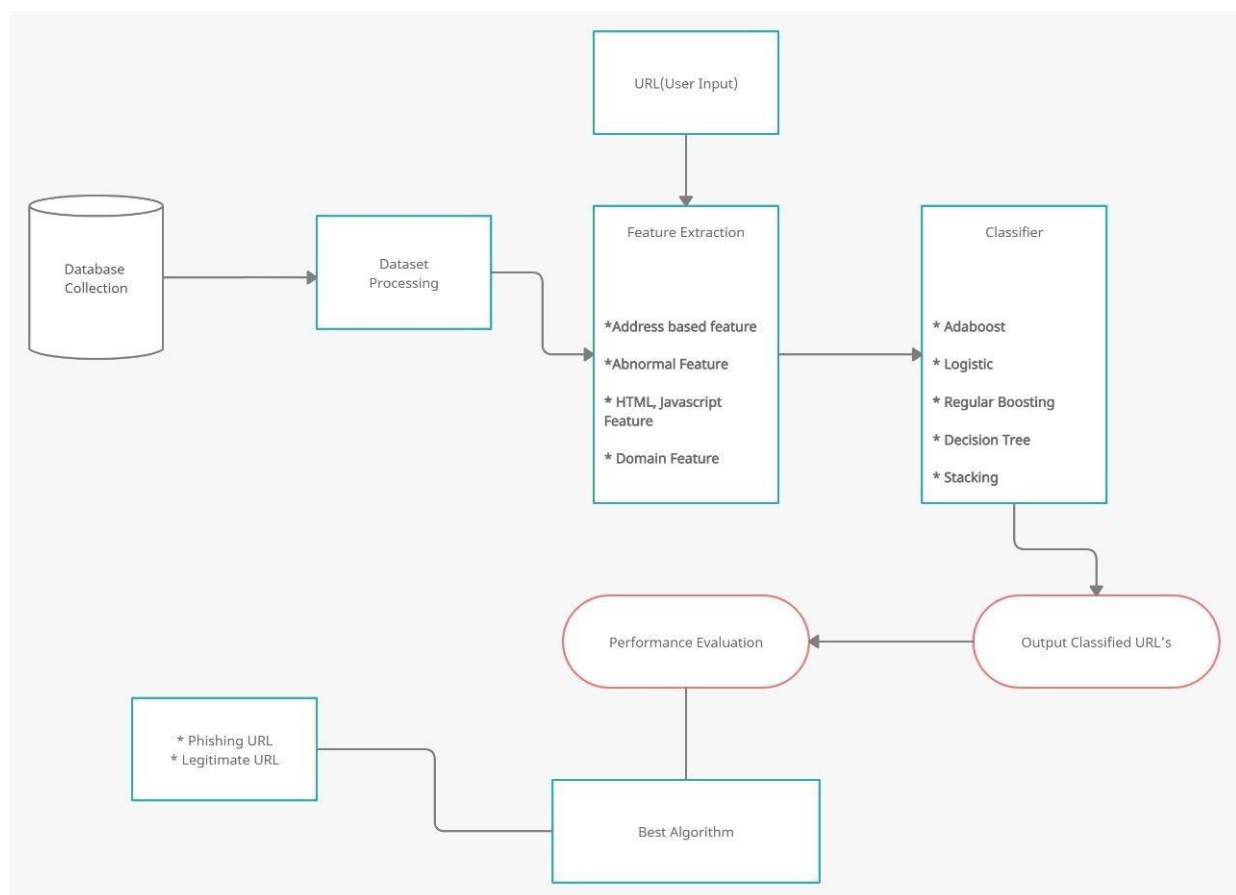 URL(User Input)
Database
Collection
Dataset
Processing
Feature Extraction
*Address based feature
*Abnormal Feature
* HTML, Javascript
Feature
* Domain Feature
Classifier
* Adaboost
* Logistic
* Regular Boosting
* Decision Tree
* Stacking
Performance Evaluation
Output Classified URL's
* Phishing URL
* Legitimate URL
Best Algorithm